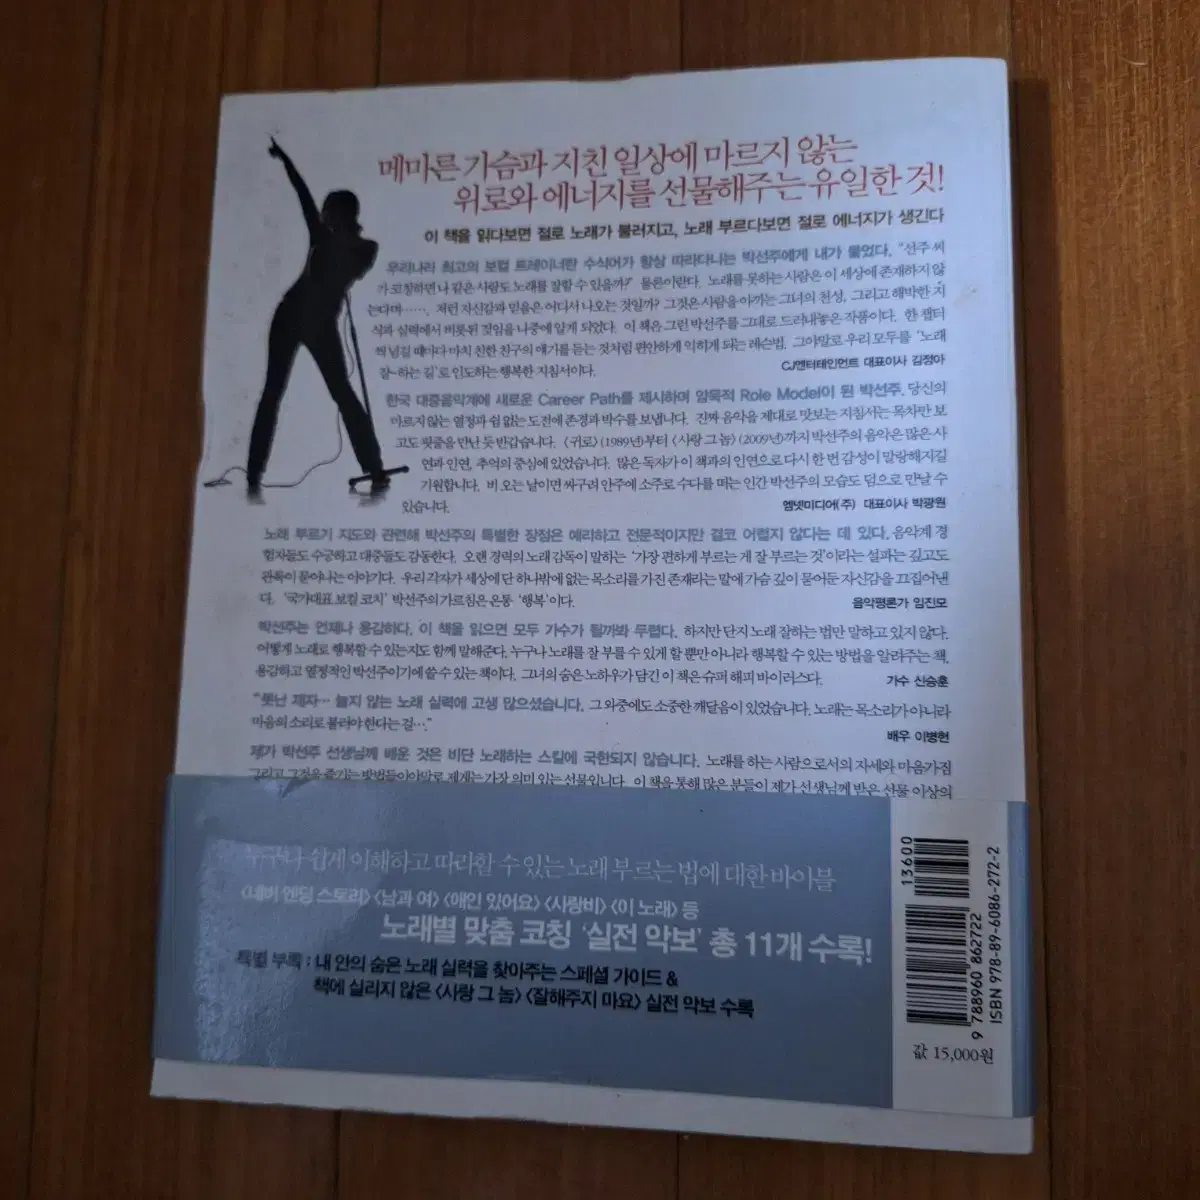 메마른 가슴과 지친 일상에 마르지 않는
위로와 에너지를 선물해주는 유일한 것!
이 책을 읽다보면 절로 노래가 불러지고, 노래 부르다보면 절로 에너지가 생긴다
우리나라 최고의 보컬 트레이너란 수식어가 항상 따라다니는 박선주에게 내가 물었다. “선주 씨
가 코칭하면 나 같은 사람도 노래를 잘할 수 있을까?” 물론이란다. 노래를 못하는 사람은 이 세상에 존재하지 않
는다며……. 저런 자신감과 믿음은 어디서 나오는 것일까? 그것은 사람을 아끼는 그녀의 천성, 그리고 해박한 지
식과 실력에서 비롯된 것임을 나중에 알게 되었다. 이 책은 그런 박선주를 그대로 드러내놓은 작품이다. 한 챕터
씩 넘길 때마다 마치 친한 친구의 얘기를 듣는 것처럼 편안하게 익히게 되는 레슨법. 그야말로 우리 모두를 ‘노래
잘~하는 길’로 인도하는 행복한 지침서이다.
CJ엔터테인먼트 대표이사 김정아
한국 대중음악계에 새로운 Career Path를 제시하며 암묵적 Role Model이 된 박선주. 당신의
마르지 않는 열정과 쉼 없는 도전에 존경과 박수를 보냅니다. 진짜 음악을 제대로 맛보는 지침서는 목차만 보
고도 핏줄을 만난 듯 반갑습니다. 〈귀로〉(1989년)부터 〈사랑 그 놈〉(2009년)까지 박선주의 음악은 많은 사
연과 인연, 추억의 중심에 있었습니다. 많은 독자가 이 책과의 인연으로 다시 한 번 감성이 말랑해지길
기원합니다. 비 오는 날이면 싸구려 안주에 소주로 수다를 떠는 인간 박선주의 모습도 덤으로 만날 수
있습니다.
엠넷미디어(주) 대표이사 박광원
노래 부르기 지도와 관련해 박선주의 특별한 장점은 예리하고 전문적이지만 결코 어렵지 않다는 데 있다. 음악계 경
험자들도 수긍하고 대중들도 감동한다. 오랜 경력의 노래 감독이 말하는 ‘가장 편하게 부르는 게 잘 부르는 것’이라는 설파는 깊고도
관록이 묻어나는 이야기다. 우리 각자가 세상에 단 하나밖에 없는 목소리를 가진 존재라는 말에 가슴 깊이 묻어둔 자신감을 끄집어낸
다. ‘국가대표 보컬 코치’ 박선주의 가르침은 온통 ‘행복’이다.
음악평론가 임진모
박선주는 언제나 용감하다. 이 책을 읽으면 모두 가수가 될까봐 두렵다. 하지만 단지 노래 잘하는 법만 말하고 있지 않다.
어떻게 노래로 행복할 수 있는지도 함께 말해준다. 누구나 노래를 잘 부를 수 있게 할 뿐만 아니라 행복할 수 있는 방법을 알려주는 책.
용감하고 열정적인 박선주이기에 쓸 수 있는 책이다. 그녀의 숨은 노하우가 담긴 이 책은 슈퍼 해피 바이러스다.
가수 신승훈
“못난 제자… 늘지 않는 노래 실력에 고생 많으셨습니다. 그 와중에도 소중한 깨달음이 있었습니다. 노래는 목소리가 아니라
마음의 소리로 불러야 한다는 걸….”
배우 이병헌
제가 박선주 선생님께 배운 것은 비단 노래하는 스킬에 국한되지 않습니다. 노래를 하는 사람으로서의 자세와 마음가짐
그리고 그것을 즐기는 방법들이야말로 제게는 가장 의미 있는 선물입니다. 이 책을 통해 많은 분들이 제가 선생님께 받은 선물 이상의
누구나 쉽게 이해하고 따라할 수 있는 노래 부르는 법에 대한 바이블
〈네버 엔딩 스토리〉 〈남과 여〉 〈애인 있어요〉 〈사랑비〉 〈이 노래〉 등
노래별 맞춤 코칭 ‘실전 악보’ 총 11개 수록!
특별 부록 : 내 안의 숨은 노래 실력을 찾아주는 스페셜 가이드 &
책에 실리지 않은 〈사랑 그 놈〉 〈잘해주지 마요〉 실전 악보 수록
13600
9 788960 862722
ISBN 978-89-6086-272-2
값 15,000원